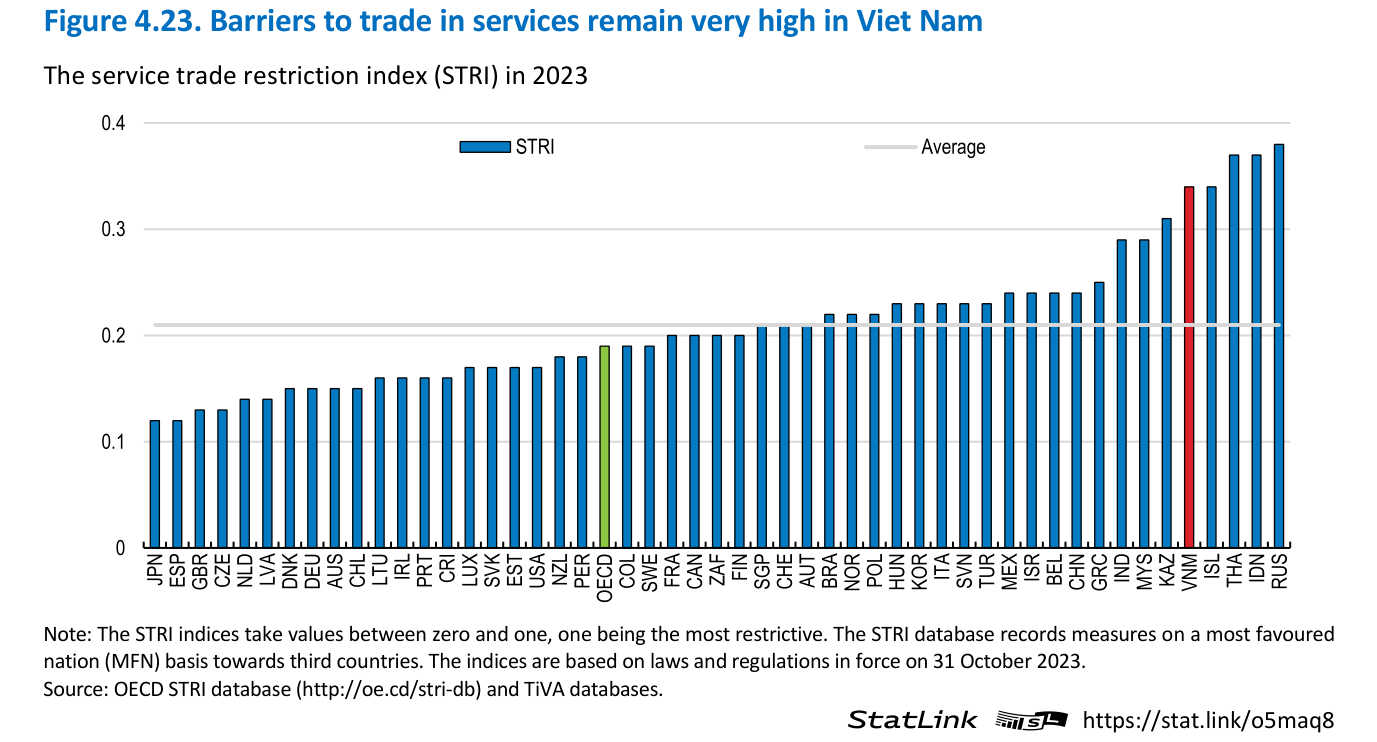 Figure 4.23. Barriers to trade in services remain very high in Viet Nam
The service trade restriction index (STRI) in 2023
0.4
STRI
Average
0.3
0.2
0.1
0
JPN
ESP
GBR
CZE
NLD
LVA
DNK
DEU
AUS
CHL
LTU
IRL
PRT
CRI
LUX
SVK
EST
USA
NZL
PER
OECD
COL
SWE
FRA
CAN
ZAF
FIN
SGP
CHE
AUT
BRA
NOR
POL
HUN
KOR
ITA
SVN
TUR
MEX
ISR
BEL
CHN
GRC
IND
MYS
KAZ
VNM
ISL
THA
IDN
RUS
Note: The STRI indices take values between zero and one, one being the most restrictive. The STRI database records measures on a most favoured
nation (MFN) basis towards third countries. The indices are based on laws and regulations in force on 31 October 2023.
Source: OECD STRI database (http://oe.cd/stri-db) and TiVA databases.
StatLink https://stat.link/o5maq8